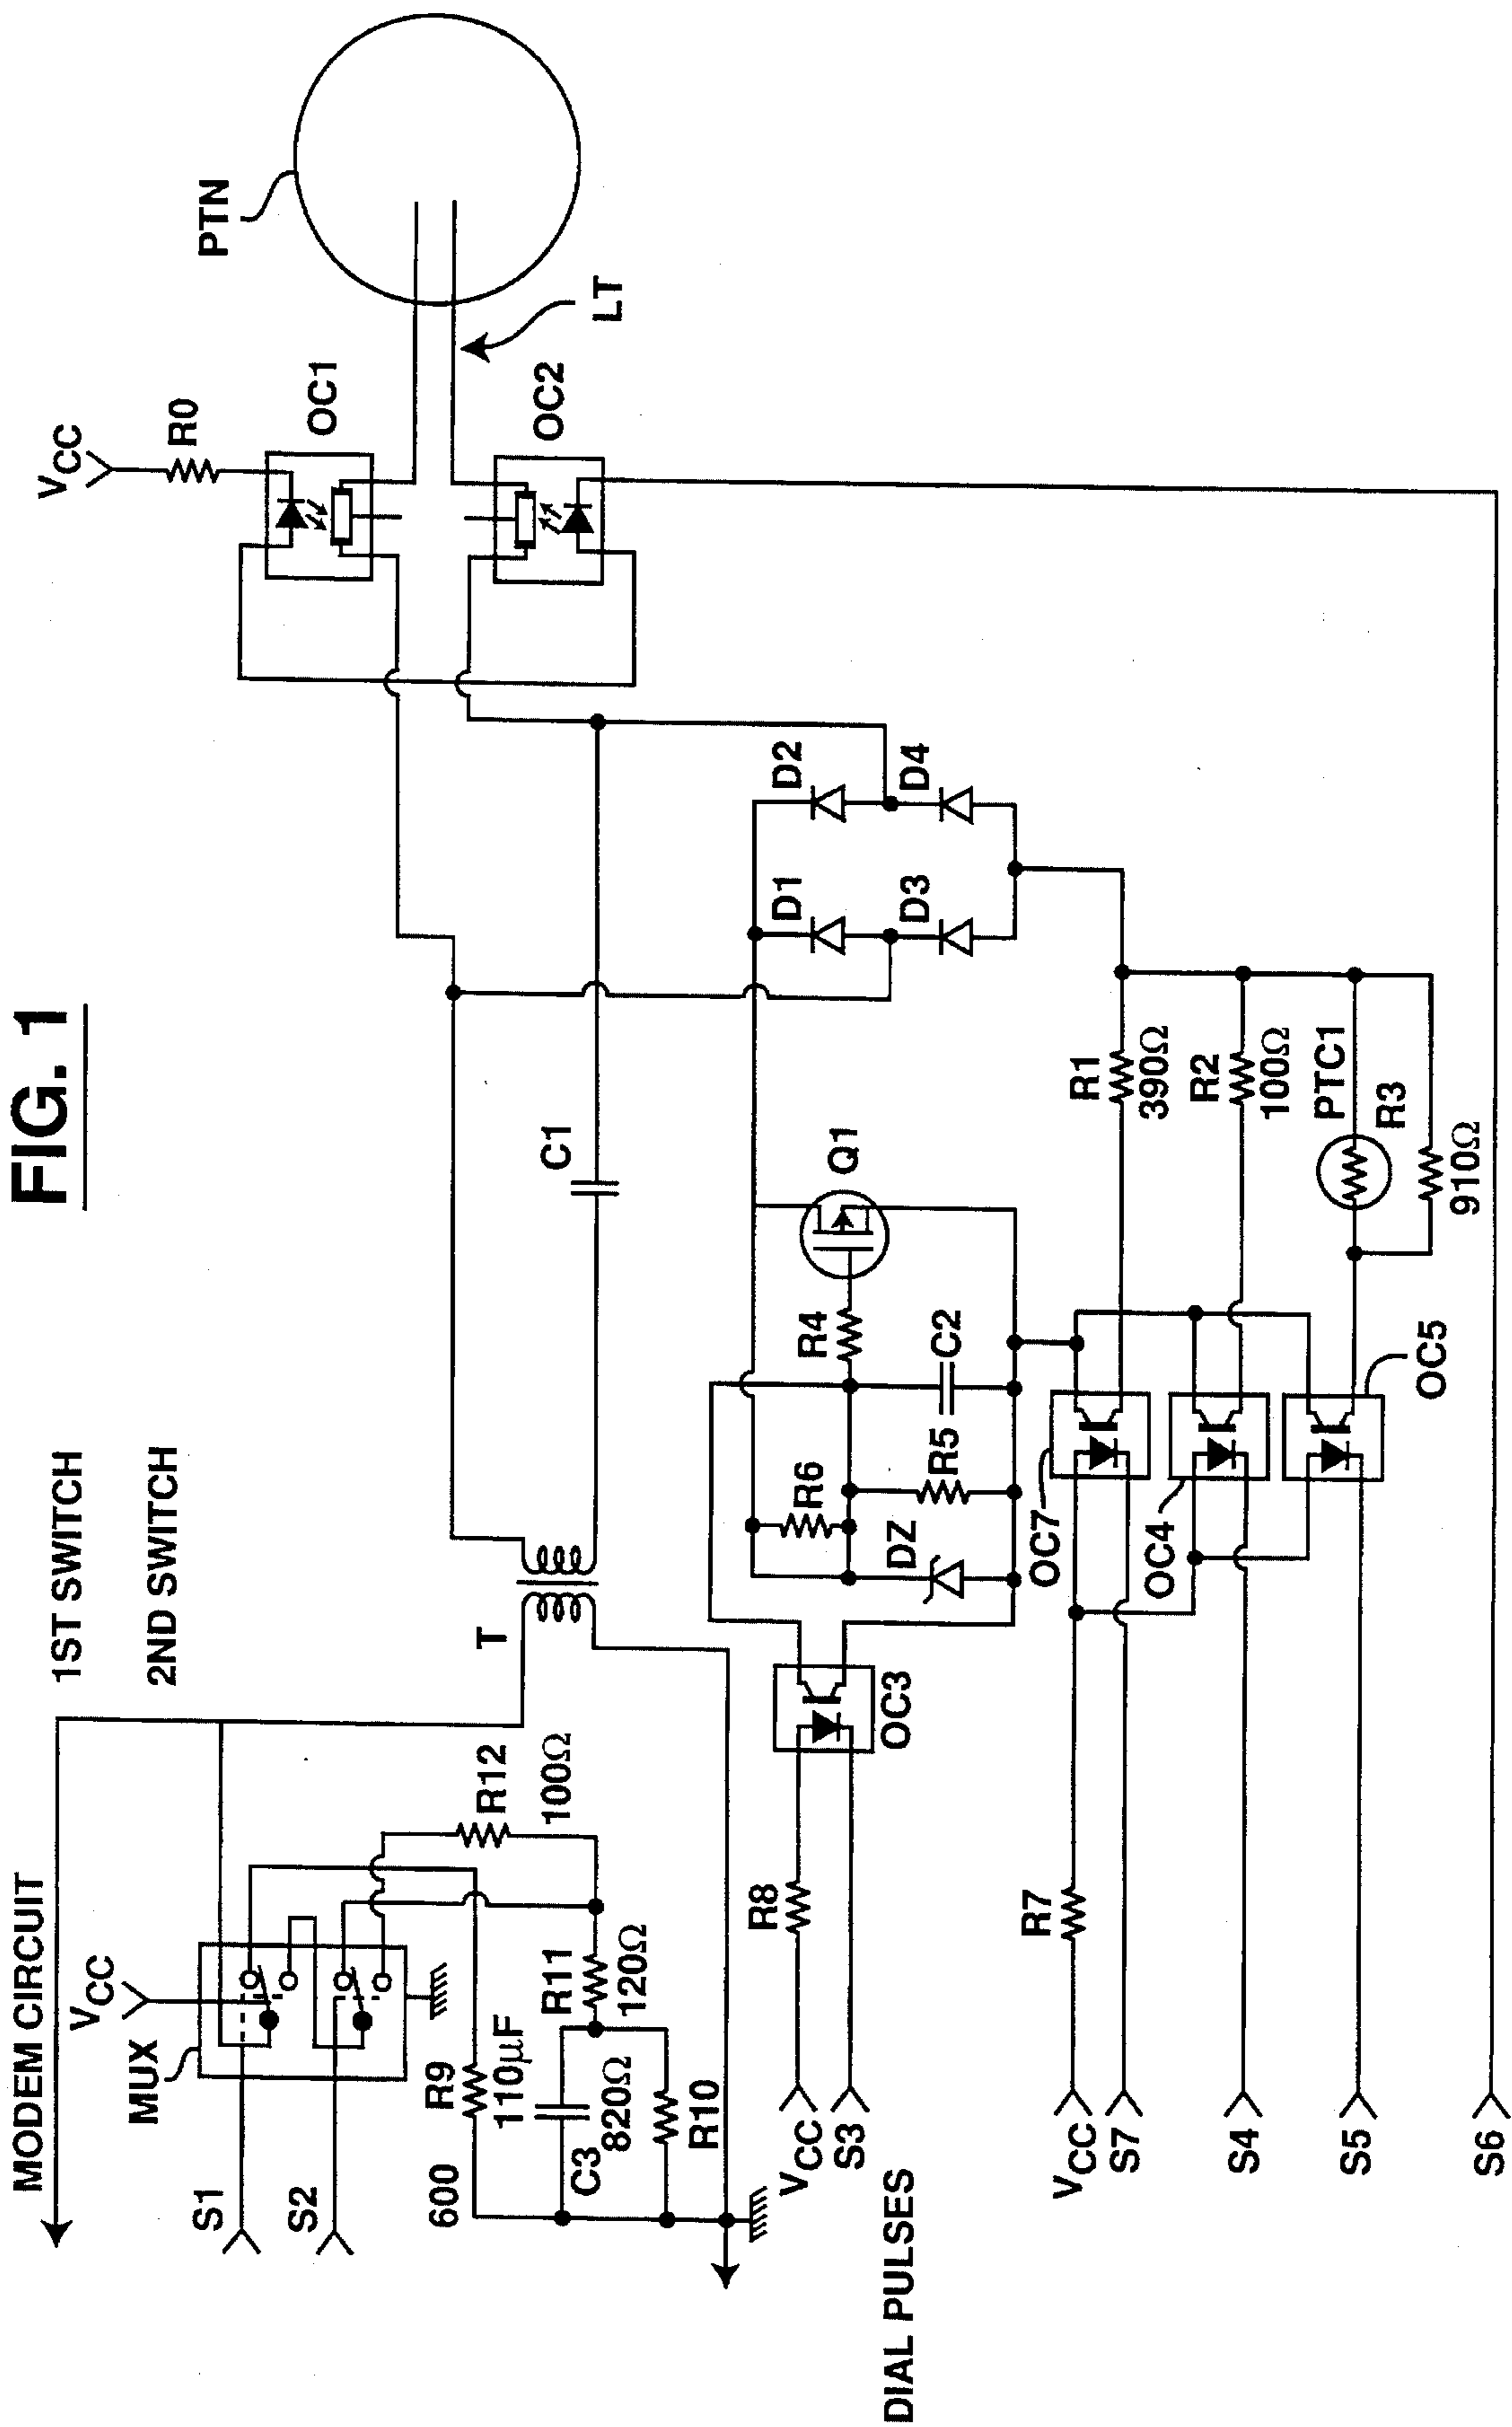 FIG. 1
MODEM CIRCUIT
1ST SWITCH
2ND SWITCH
VCC
MUX
S1
S2
R12
100Ω
R11
120Ω
R9
600
110µF
C3
820Ω
R10
T
C1
VCC
R0
OC1
OC2
PTN
LT
D1
D2
D3
D4
Q1
R4
C2
R5
R6
DZ
OC3
R8
VCC
S3
DIAL PULSES
R1
390Ω
R2
100Ω
PTC1
R3
910Ω
OC7
OC4
OC5
R7
VCC
S7
S4
S5
S6